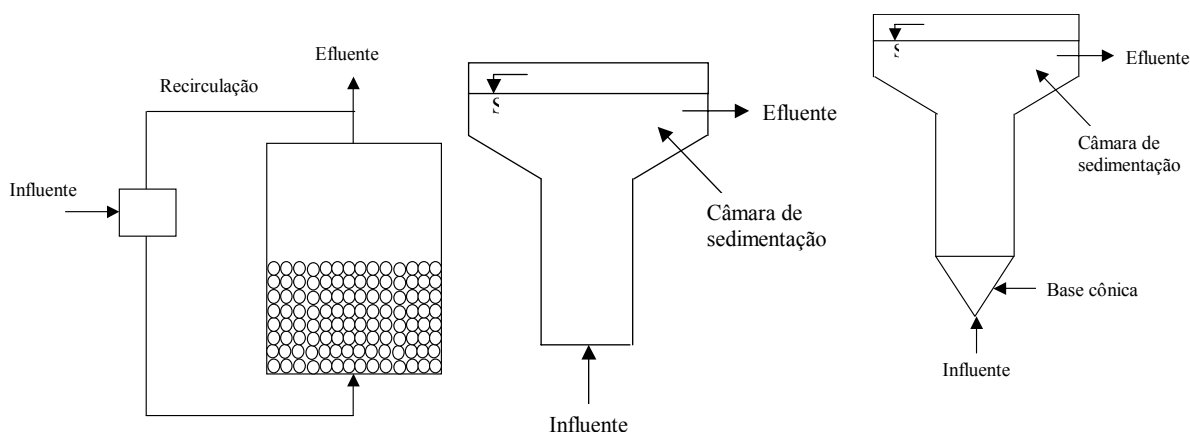 Efluente
Recirculação
Influente
Efluente
Câmara de
sedimentação
Influente
Efluente
Câmara de
sedimentação
Base cônica
Influente